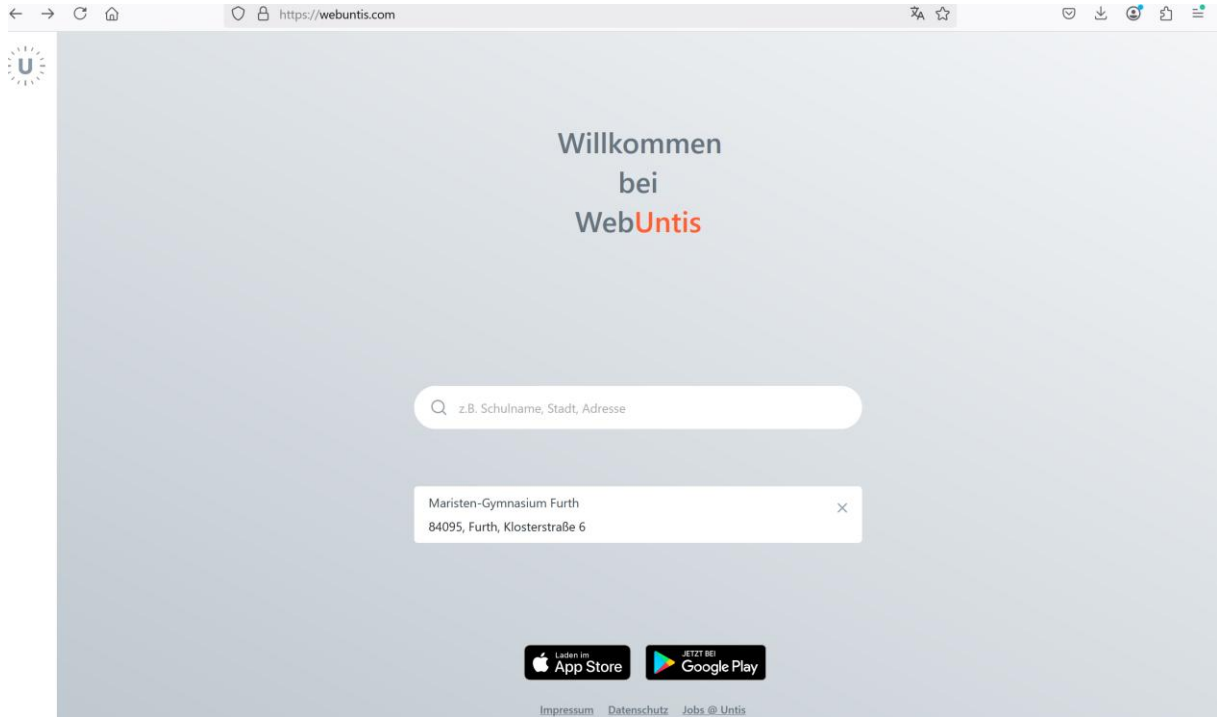 https://webuntis.com
U
Willkommen
bei
WebUntis
z.B. Schulname, Stadt, Adresse
Maristen-Gymnasium Furth
84095, Furth, Klosterstraße 6
Laden im
App Store
JETZT BEI
Google Play
Impressum Datenschutz Jobs @ Untis